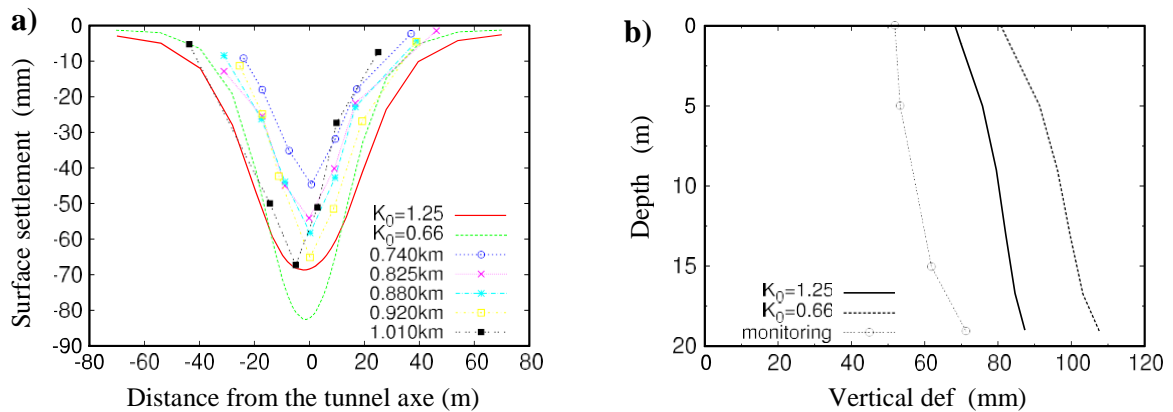 a)
Surface settlement (mm)
0
-10
-20
-30
-40
-50
-60
-70
-80
-90
-80 -60 -40 -20 0 20 40 60 80
Distance from the tunnel axe (m)
K0=1.25
K0=0.66
0.740km
0.825km
0.880km
0.920km
1.010km
b)
Depth (m)
0
5
10
15
20
0 20 40 60 80 100 120
Vertical def (mm)
K0=1.25
K0=0.66
monitoring